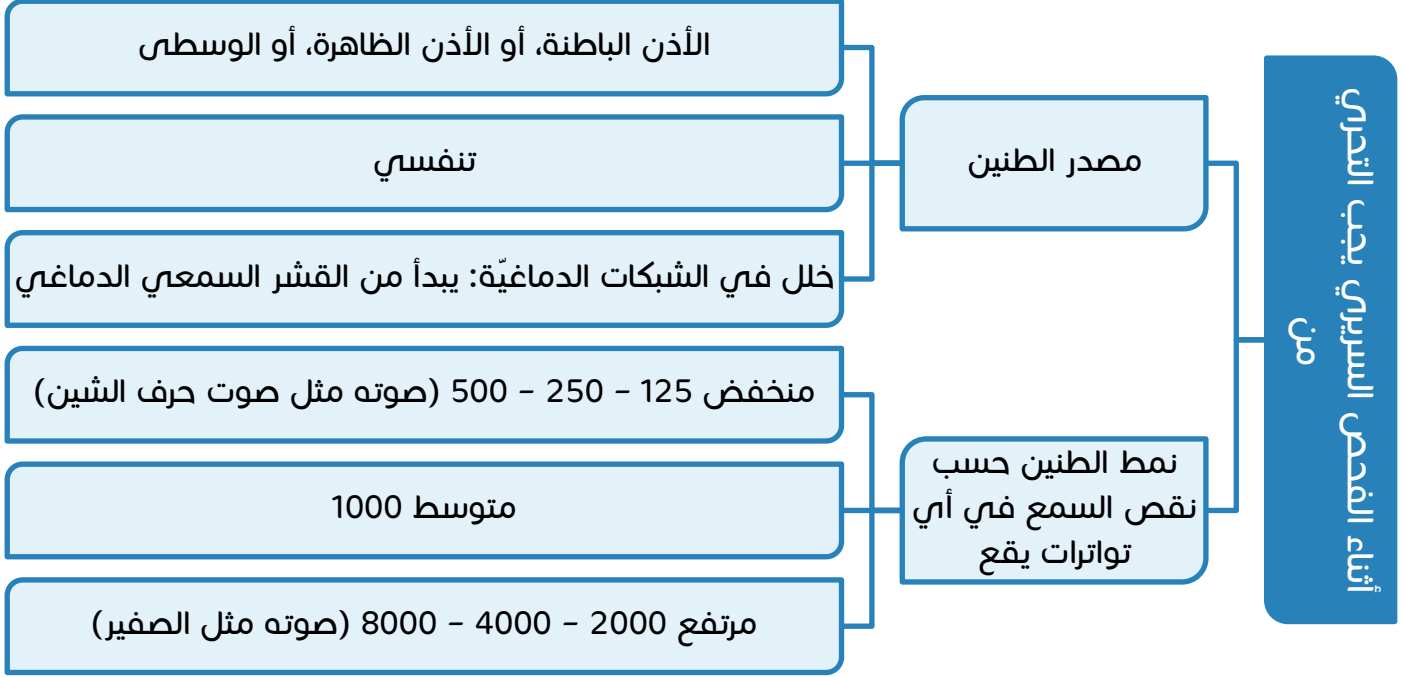 أثناء الفحص السريري يجب التحري
من
مصدر الطنين
الأذن الباطنة، أو الأذن الظاهرة، أو الوسطى
تنفسي
خلل في الشبكات الدماغيّة: يبدأ من القشر السمعي الدماغي
نمط الطنين حسب
نقص السمع في أي
تواترات يقع
منخفض 125 – 250 – 500 (صوته مثل صوت حرف الشين)
متوسط 1000
مرتفع 2000 – 4000 – 8000 (صوته مثل الصفير)